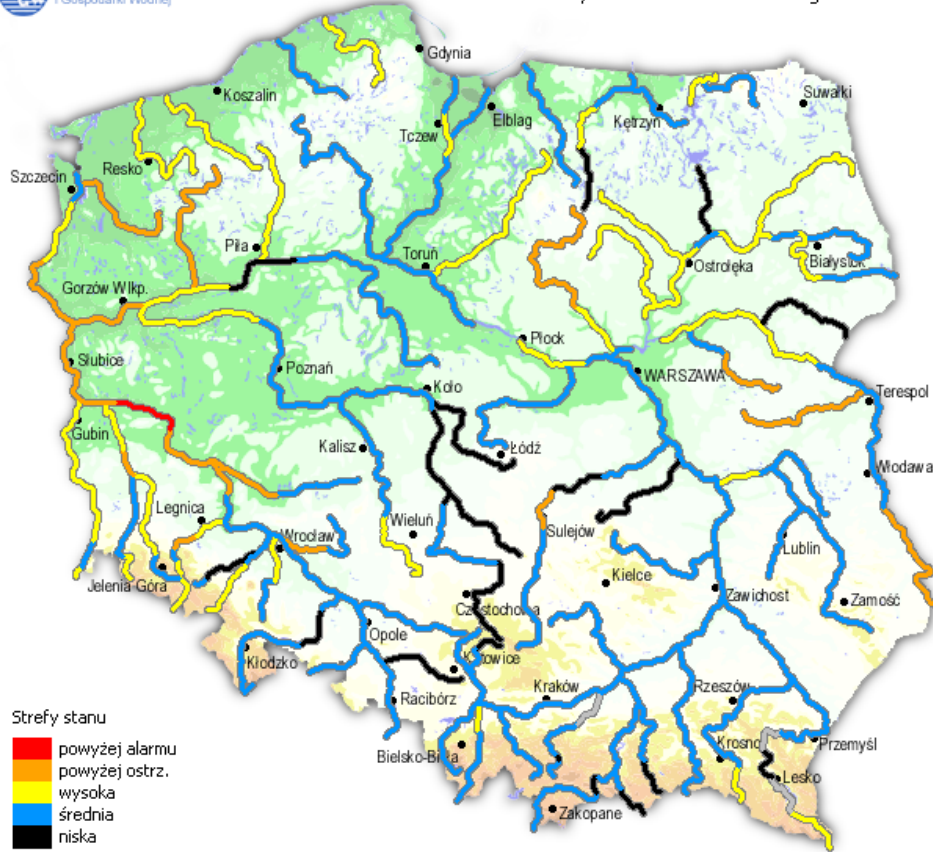 i Gospodarki Wodnej
Gdynia
Koszalin
Suwałki
Elbląg
Kętrzyn
Tczew
Resko
Szczecin
Piła
Toruń
Ostrołęka
Białystok
Gorzów Wlkp.
Płock
Słubice
Poznań
WARSZAWA
Koło
Terespol
Gubin
Kalisz
Łódź
Włodawa
Legnica
Wieluń
Sulejów
Wrocław
Lublin
Jelenia Góra
Kielce
Zawichost
Zamość
Częstochowa
Opole
Kłodzko
Katowice
Racibórz
Kraków
Rzeszów
Krosno
Przemyśl
Bielsko-Biała
Lesko
Zakopane
Strefy stanu
powyżej alarmu
powyżej ostrz.
wysoka
średnia
niska